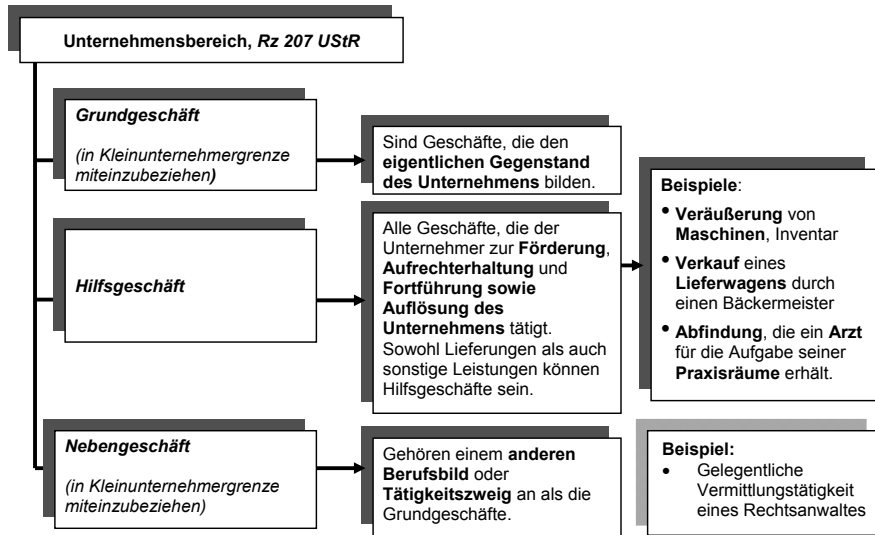 Unternehmensbereich, Rz 207 UStR
Grundgeschäft
(in Kleinunternehmergrenze
miteinzubeziehen)
Sind Geschäfte, die den
eigentlichen Gegenstand
des Unternehmens bilden.
Hilfsgeschäft
Alle Geschäfte, die der
Unternehmer zur Förderung,
Aufrechterhaltung und
Fortführung sowie
Auflösung des
Unternehmens tätigt.
Sowohl Lieferungen als auch
sonstige Leistungen können
Hilfsgeschäfte sein.
Beispiele:
• Veräußerung von
Maschinen, Inventar
• Verkauf eines
Lieferwagens durch
einen Bäckermeister
• Abfindung, die ein Arzt
für die Aufgabe seiner
Praxisräume erhält.
Nebengeschäft
(in Kleinunternehmergrenze
miteinzubeziehen)
Gehören einem anderen
Berufsbild oder
Tätigkeitszweig an als die
Grundgeschäfte.
Beispiel:
• Gelegentliche
Vermittlungstätigkeit
eines Rechtsanwaltes